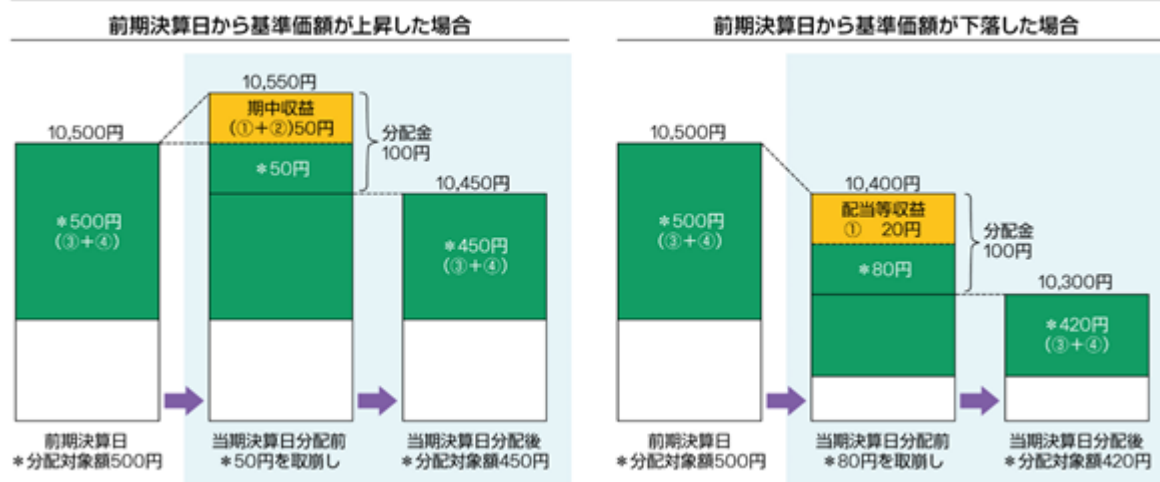 前期決算日から基準価額が上昇した場合
10,500円
*500円
(③+④)
前期決算日
*分配対象額500円
10,550円
期中収益
(①+②)50円
*50円
分配金
100円
当期決算日分配前
*50円を取崩し
10,450円
*450円
(③+④)
当期決算日分配後
*分配対象額450円
前期決算日から基準価額が下落した場合
10,500円
*500円
(③+④)
前期決算日
*分配対象額500円
10,400円
配当等収益
① 20円
*80円
分配金
100円
当期決算日分配前
*80円を取崩し
10,300円
*420円
(③+④)
当期決算日分配後
*分配対象額420円